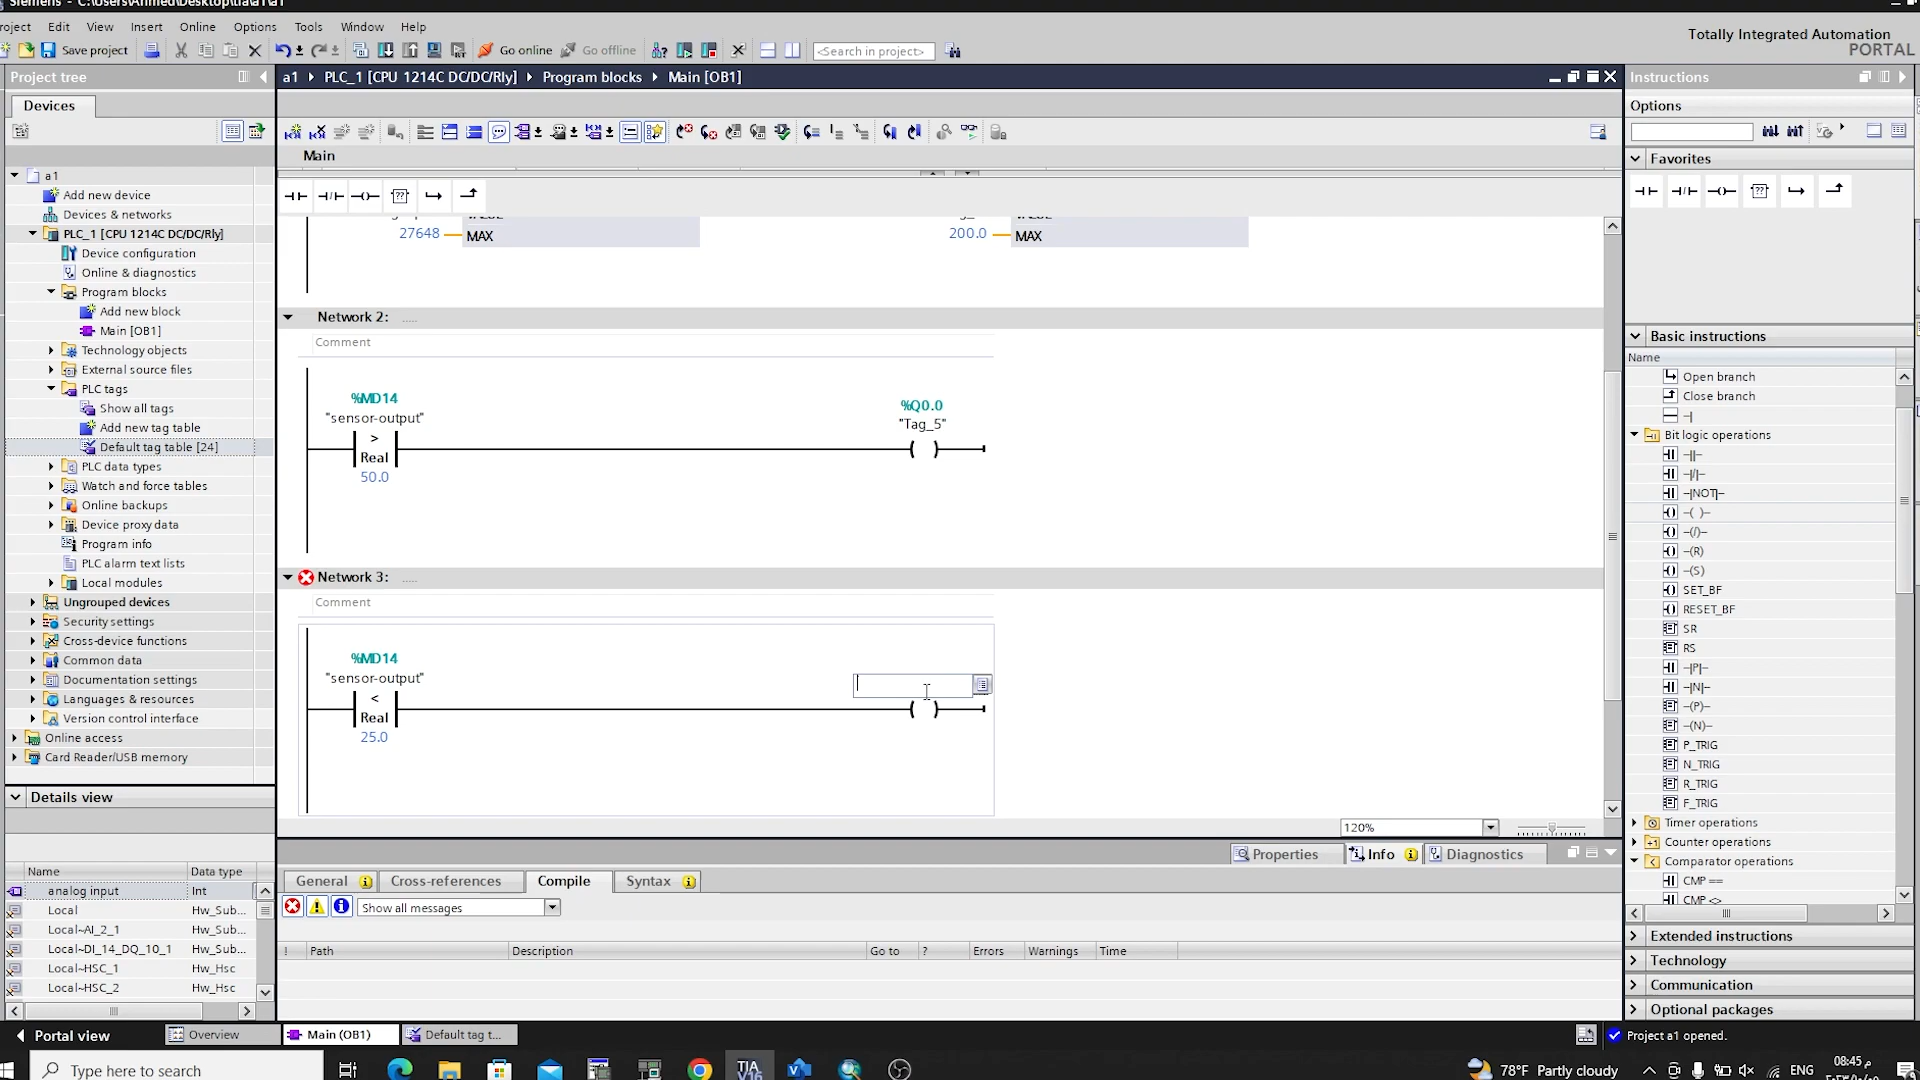 Siemens - C:\Users\Ahmed\Desktop\tia\a1\a1
roject Edit View Insert Online Options Tools Window Help
Totally Integrated Automation
PORTAL
Save project
Go online
Go offline
<Search in project>
Project tree
a1 PLC_1 [CPU 1214C DC/DC/Rly] Program blocks Main [OB1]
Instructions
Devices
Options
Main
Favorites
a1
Add new device
Devices & networks
PLC_1 [CPU 1214C DC/DC/Rly]
Device configuration
Online & diagnostics
Program blocks
Add new block
Main [OB1]
Technology objects
External source files
PLC tags
Show all tags
Add new tag table
Default tag table [24]
PLC data types
Watch and force tables
Online backups
Device proxy data
Program info
PLC alarm text lists
Local modules
Ungrouped devices
Security settings
Cross-device functions
Common data
Documentation settings
Languages & resources
Version control interface
Online access
Card Reader/USB memory
Details view
Name Data type
analog input Int
Local Hw_Sub...
Local~AI_2_1 Hw_Sub...
Local~DI_14_DQ_10_1 Hw_Sub...
Local~HSC_1 Hw_Hsc
Local~HSC_2 Hw_Hsc
??
VALUE
27648 MAX
VALUE
200.0 MAX
Network 2: .....
Comment
%MD14
"sensor-output"
>
Real
50.0
%Q0.0
"Tag_5"
Network 3: .....
Comment
%MD14
"sensor-output"
<
Real
25.0
120%
Properties Info Diagnostics
General Cross-references Compile Syntax
Show all messages
! Path Description Go to ? Errors Warnings Time
??
Basic instructions
Name
Open branch
Close branch
—|
Bit logic operations
-||-
-|/|-
-|NOT|-
-( )-
-(/)-
-(R)
-(S)
SET_BF
RESET_BF
SR
RS
-|P|-
-|N|-
-(P)-
-(N)-
P_TRIG
N_TRIG
R_TRIG
F_TRIG
Timer operations
Counter operations
Comparator operations
CMP ==
CMP <>
Extended instructions
Technology
Communication
Optional packages
Portal view Overview Main (OB1) Default tag t...
Project a1 opened.
Type here to search
TIA
V16
78°F Partly cloudy
ENG
08:45 م